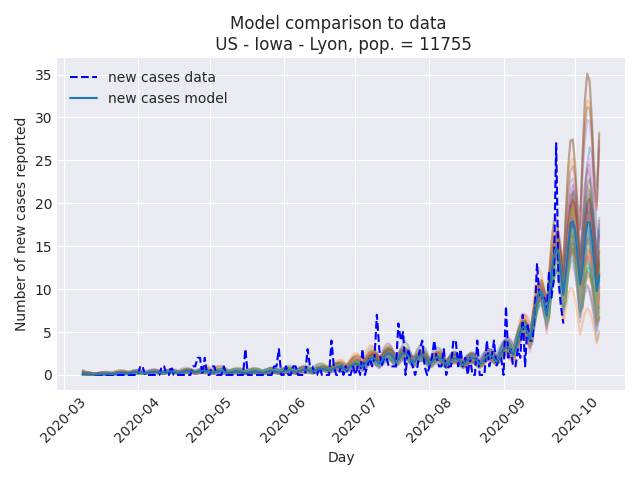 Model comparison to data
US - Iowa - Lyon, pop. = 11755
new cases data
new cases model
Number of new cases reported
35
30
25
20
15
10
5
0
2020-03
2020-04
2020-05
2020-06
2020-07
2020-08
2020-09
2020-10
Day